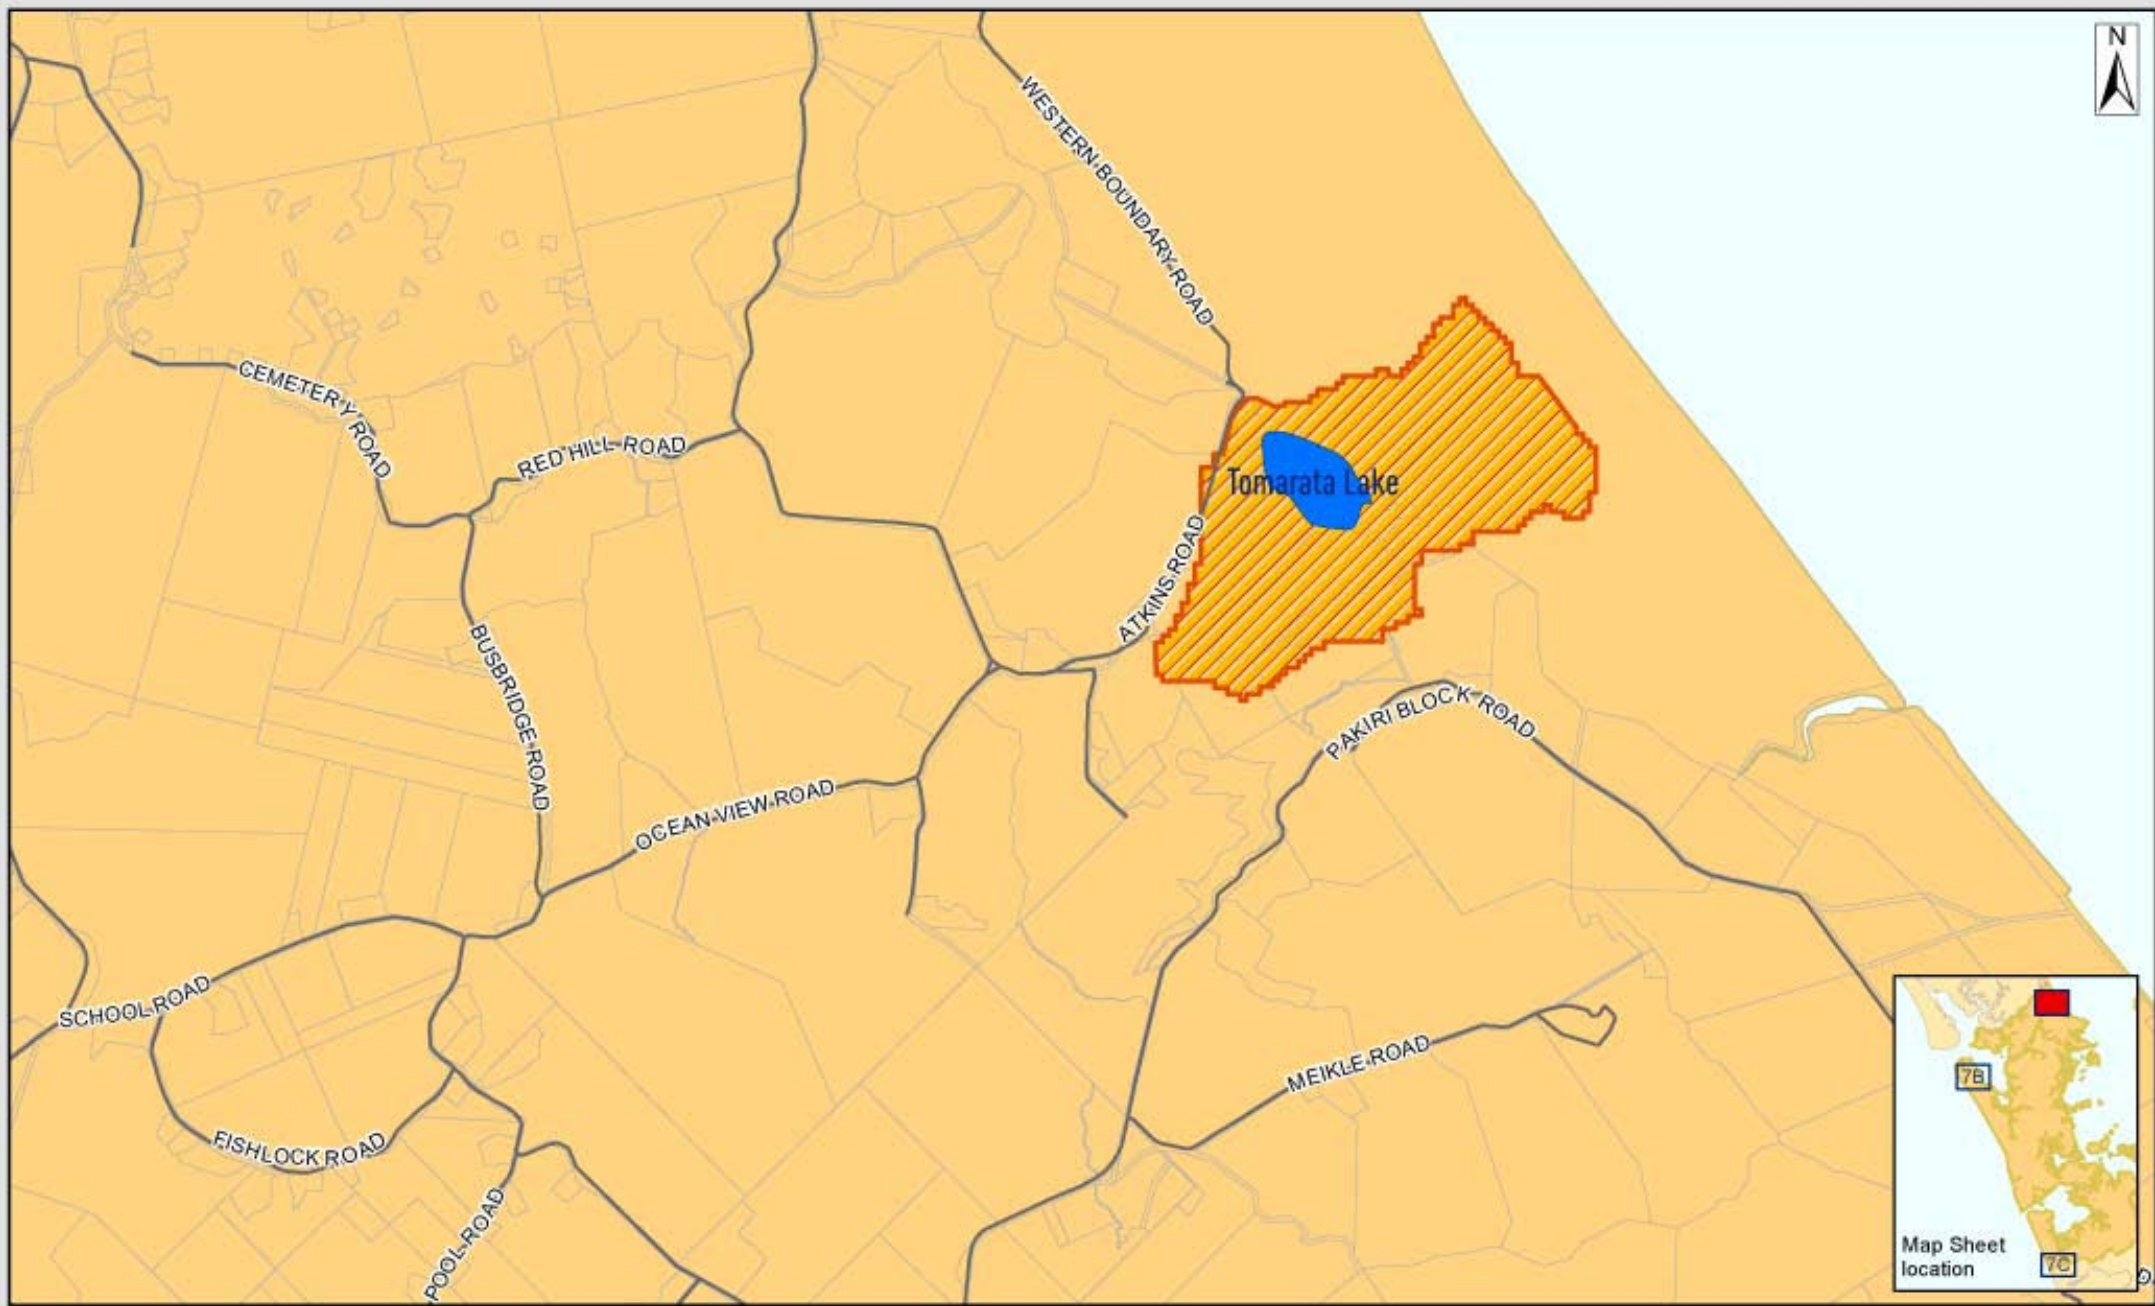 N
WESTERN BOUNDARY ROAD
CEMETERY ROAD
RED HILL ROAD
Tomarata Lake
ATKINS ROAD
BUSBRIDGE ROAD
PAKIRI BLOCK ROAD
OCEAN VIEW ROAD
SCHOOL ROAD
MEIKLE ROAD
FISHLOCK ROAD
POOL ROAD
7B
Map Sheet
location
7C